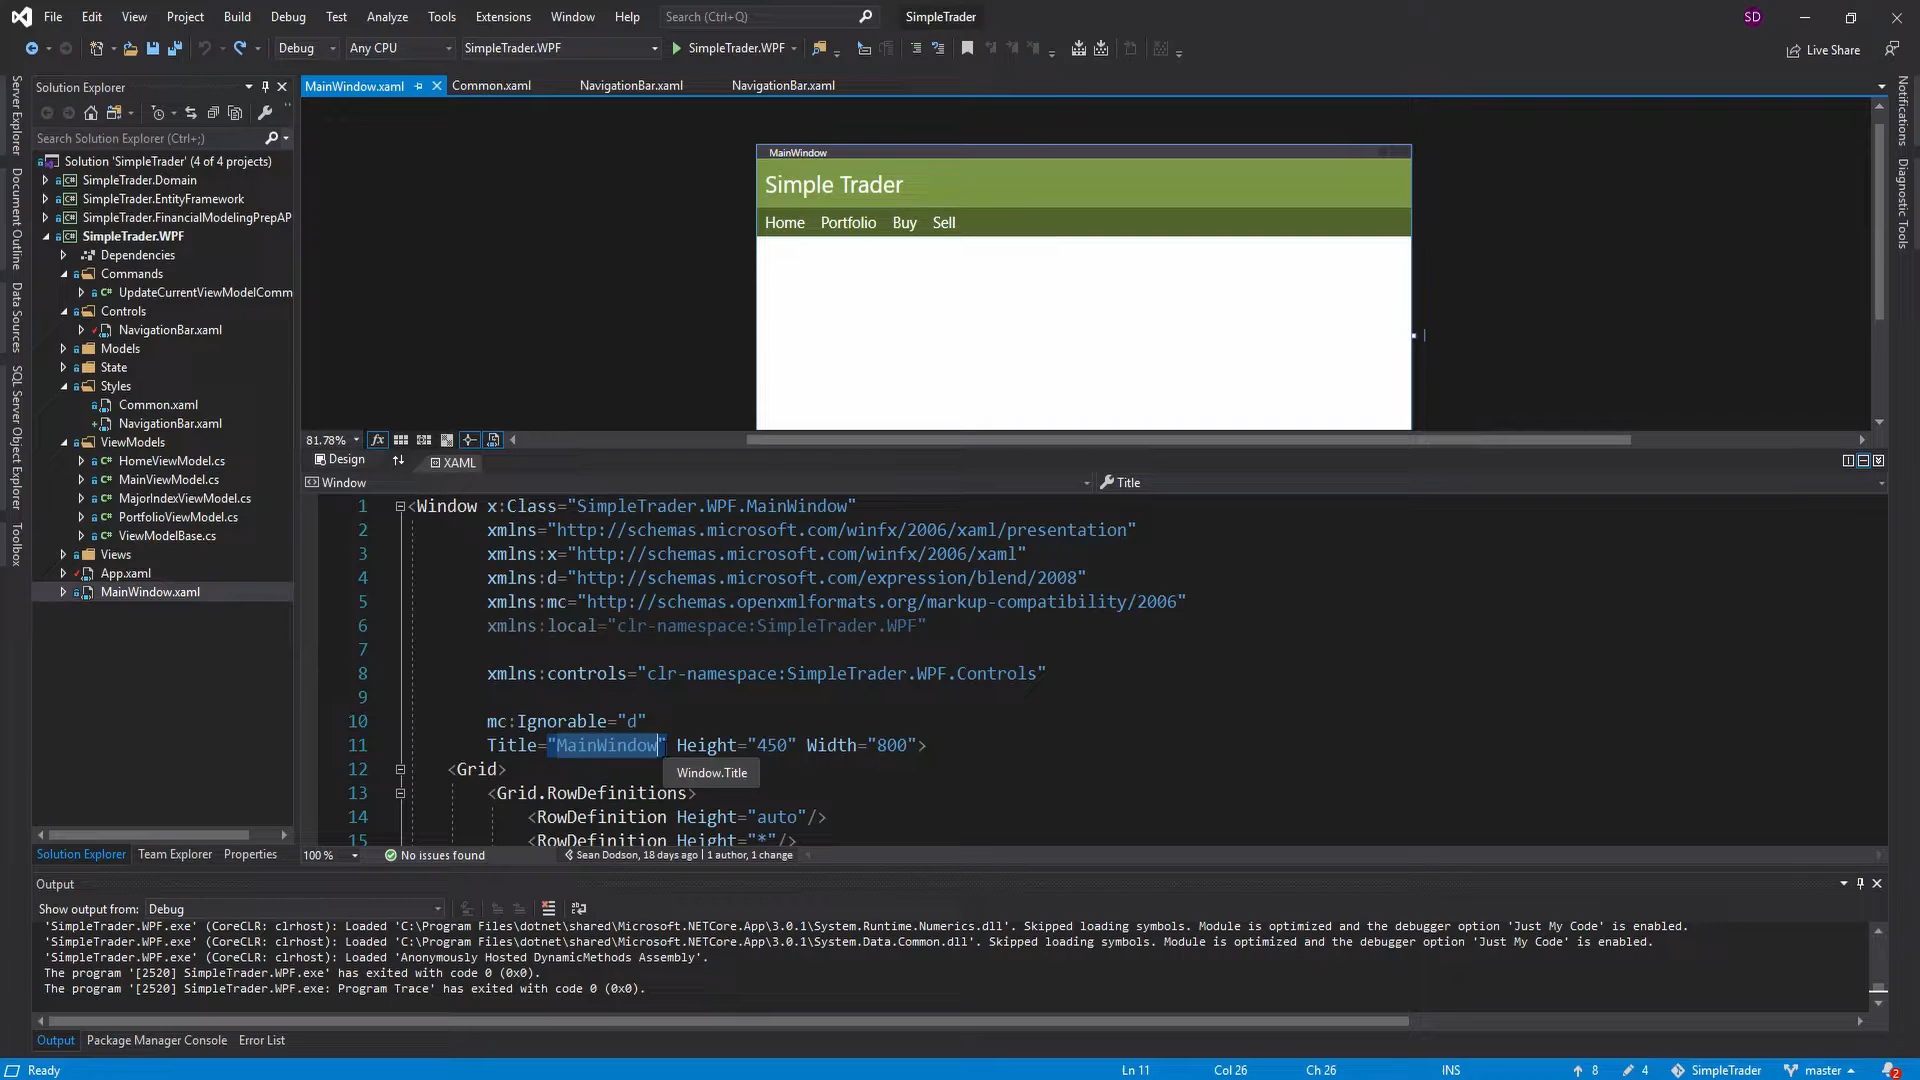 File Edit View Project Build Debug Test Analyze Tools Extensions Window Help Search (Ctrl+Q) SimpleTrader SD
Debug Any CPU SimpleTrader.WPF SimpleTrader.WPF Live Share
Server Explorer
Document Outline
Data Sources
SQL Server Object Explorer
Toolbox
Solution Explorer
Search Solution Explorer (Ctrl+;)
Solution 'SimpleTrader' (4 of 4 projects)
SimpleTrader.Domain
SimpleTrader.EntityFramework
SimpleTrader.FinancialModelingPrepAP
SimpleTrader.WPF
Dependencies
Commands
UpdateCurrentViewModelComm
Controls
NavigationBar.xaml
Models
State
Styles
Common.xaml
NavigationBar.xaml
ViewModels
HomeViewModel.cs
MainViewModel.cs
MajorIndexViewModel.cs
PortfolioViewModel.cs
ViewModelBase.cs
Views
App.xaml
MainWindow.xaml
Solution Explorer Team Explorer Properties
MainWindow.xaml Common.xaml NavigationBar.xaml NavigationBar.xaml
MainWindow
Simple Trader
Home Portfolio Buy Sell
81.78%
Design XAML
Window Title
1 <Window x:Class="SimpleTrader.WPF.MainWindow"
2 xmlns="http://schemas.microsoft.com/winfx/2006/xaml/presentation"
3 xmlns:x="http://schemas.microsoft.com/winfx/2006/xaml"
4 xmlns:d="http://schemas.microsoft.com/expression/blend/2008"
5 xmlns:mc="http://schemas.openxmlformats.org/markup-compatibility/2006"
6 xmlns:local="clr-namespace:SimpleTrader.WPF"
7
8 xmlns:controls="clr-namespace:SimpleTrader.WPF.Controls"
9
10 mc:Ignorable="d"
11 Title="MainWindow" Height="450" Width="800">
12 <Grid>
Window.Title
13 <Grid.RowDefinitions>
14 <RowDefinition Height="auto"/>
15 <RowDefinition Height="*"/>
100 % No issues found Sean Dodson, 18 days ago | 1 author, 1 change
Notifications
Diagnostic Tools
Output
Show output from: Debug
'SimpleTrader.WPF.exe' (CoreCLR: clrhost): Loaded 'C:\Program Files\dotnet\shared\Microsoft.NETCore.App\3.0.1\System.Runtime.Numerics.dll'. Skipped loading symbols. Module is optimized and the debugger option 'Just My Code' is enabled.
'SimpleTrader.WPF.exe' (CoreCLR: clrhost): Loaded 'C:\Program Files\dotnet\shared\Microsoft.NETCore.App\3.0.1\System.Data.Common.dll'. Skipped loading symbols. Module is optimized and the debugger option 'Just My Code' is enabled.
'SimpleTrader.WPF.exe' (CoreCLR: clrhost): Loaded 'Anonymously Hosted DynamicMethods Assembly'.
The program '[2520] SimpleTrader.WPF.exe' has exited with code 0 (0x0).
The program '[2520] SimpleTrader.WPF.exe: Program Trace' has exited with code 0 (0x0).
Output Package Manager Console Error List
Ready Ln 11 Col 26 Ch 26 INS 8 4 SimpleTrader master 2